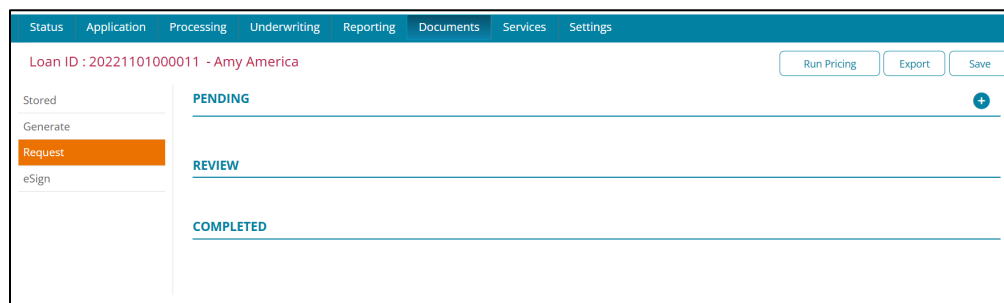 Status Application Processing Underwriting Reporting Documents Services Settings
Loan ID : 20221101000011 - Amy America
Run Pricing Export Save
Stored
Generate
Request
eSign
PENDING
REVIEW
COMPLETED